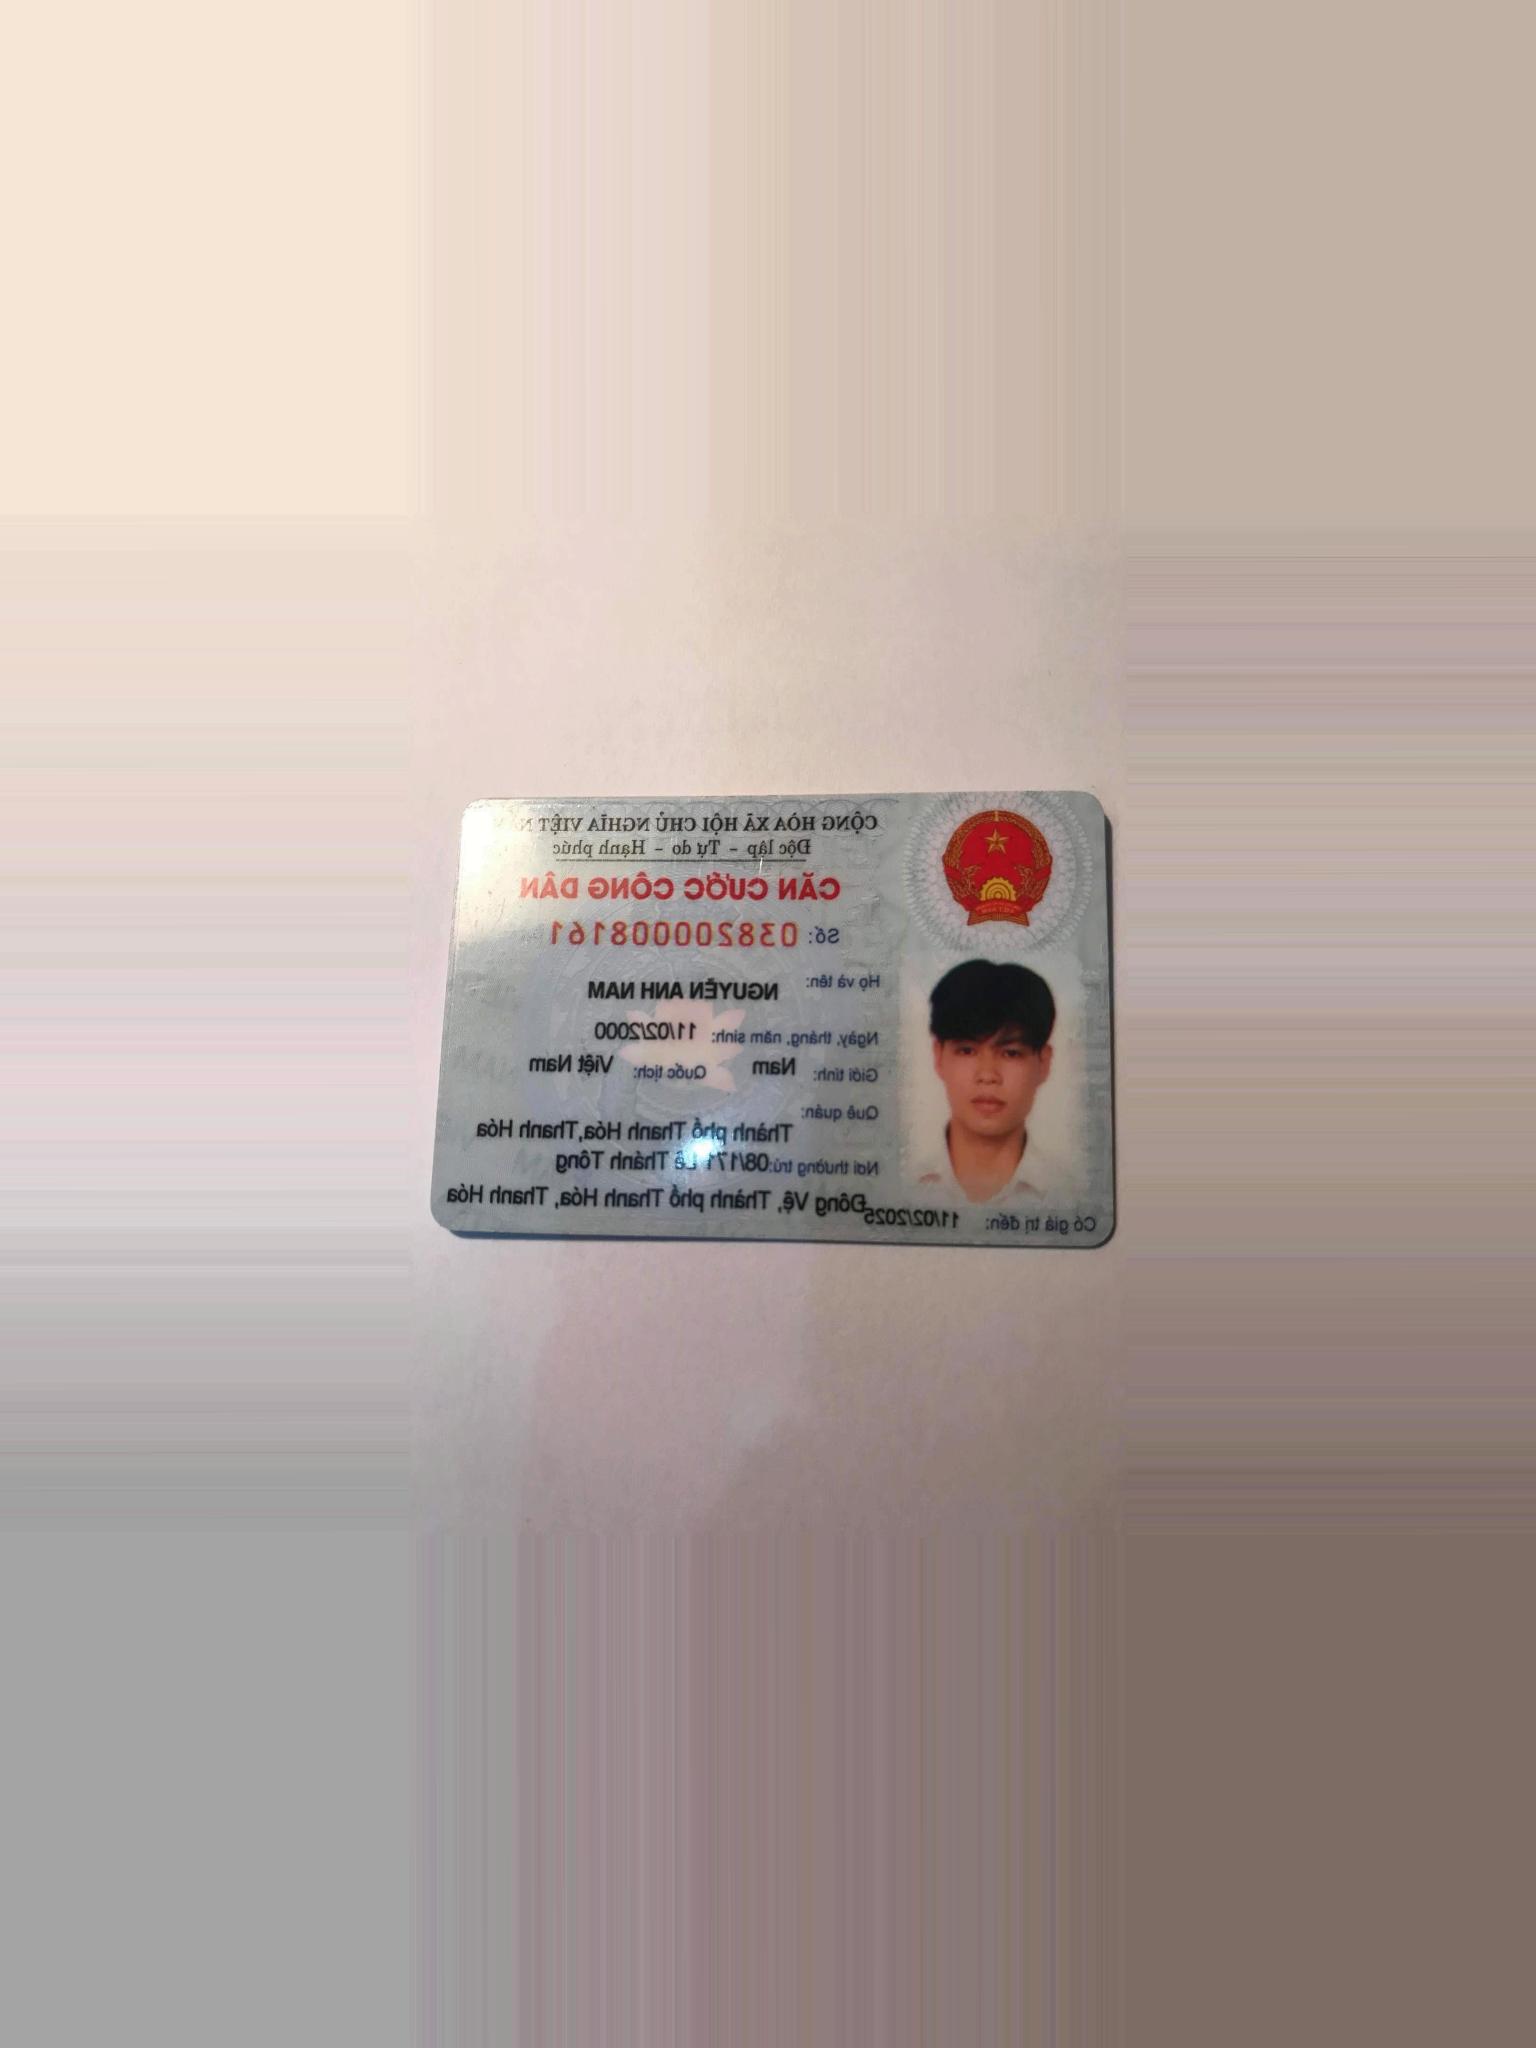 CỘNG HÒA XÃ HỘI CHỦ NGHĨA VIỆT
Độc lập - Tự do - Hạnh phúc
CĂN CƯỚC CÔNG DÂN
Số: 038200008161
Họ và tên: NGUYỄN ANH NAM
Ngày, tháng, năm sinh: 11/02/2000
Giới tính: Nam Quốc tịch: Việt Nam
Quê quán:
Thành phố Thanh Hóa,Thanh Hóa
Nơi thường trú:08/171 Lê Thánh Tông
Đông Vệ, Thành phố Thanh Hóa, Thanh Hóa
Có giá trị đến: 11/02/2025